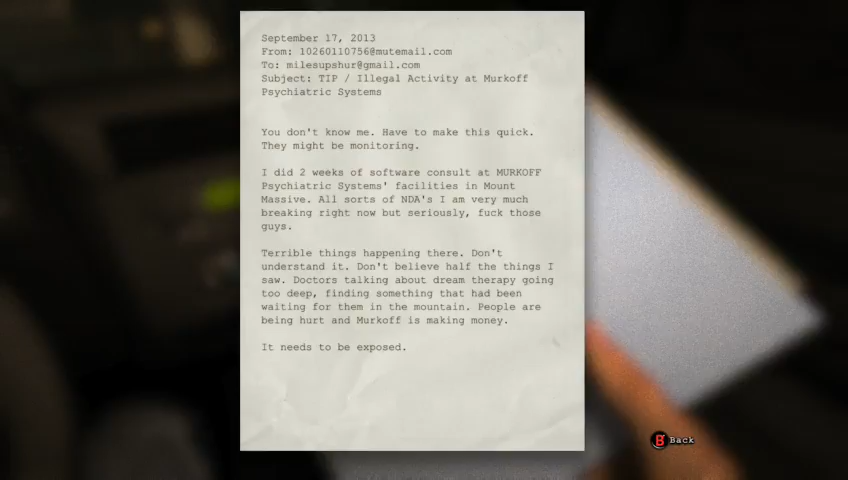 September 17, 2013
From: 10260110756@mutemail.com
To: milesupshur@gmail.com
Subject: TIP / Illegal Activity at Murkoff
Psychiatric Systems
You don't know me. Have to make this quick.
They might be monitoring.
I did 2 weeks of software consult at MURKOFF
Psychiatric Systems' facilities in Mount
Massive. All sorts of NDA's I am very much
breaking right now but seriously, fuck those
guys.
Terrible things happening there. Don't
understand it. Don't believe half the things I
saw. Doctors talking about dream therapy going
too deep, finding something that had been
waiting for them in the mountain. People are
being hurt and Murkoff is making money.
It needs to be exposed.
B Back